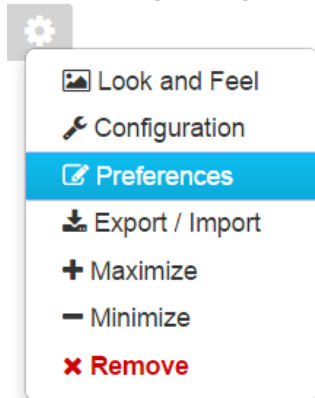 Look and Feel
Configuration
Preferences
Export / Import
Maximize
Minimize
Remove